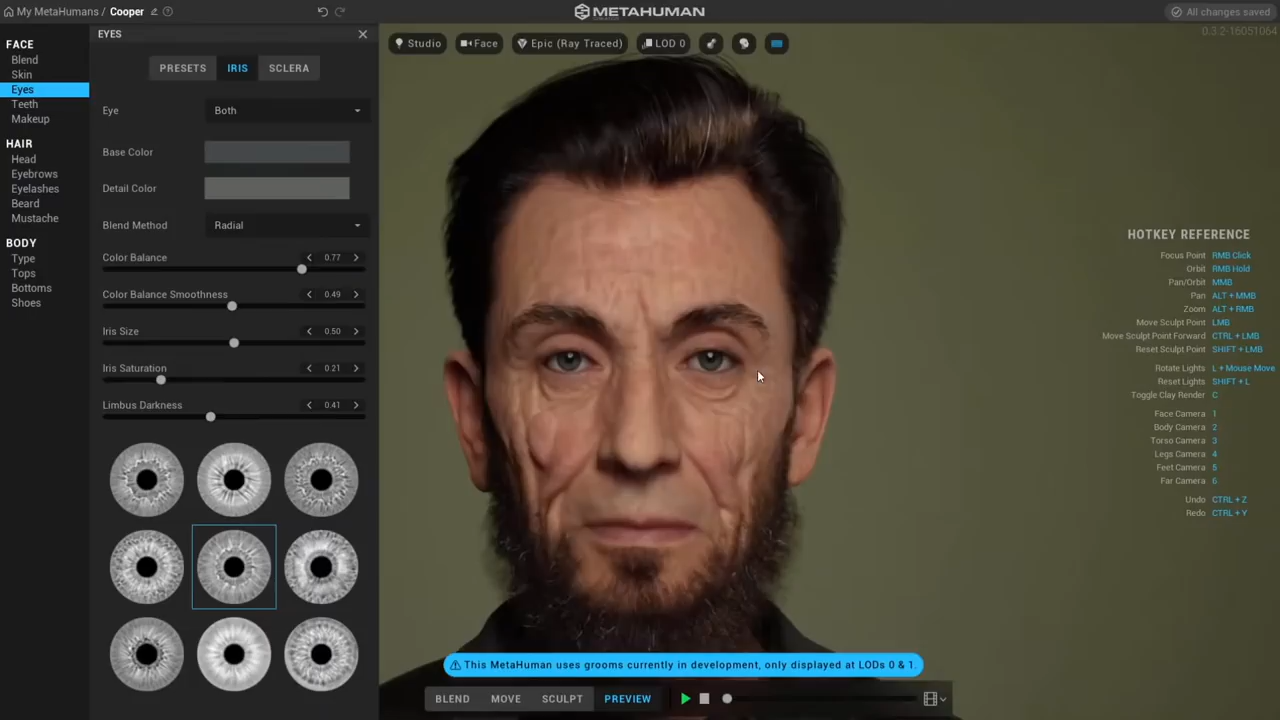 My MetaHumans / Cooper
METAHUMAN
All changes saved
0.3.2-16051064
FACE
Blend
Skin
Eyes
Teeth
Makeup
HAIR
Head
Eyebrows
Eyelashes
Beard
Mustache
BODY
Type
Tops
Bottoms
Shoes
EYES
PRESETS
IRIS
SCLERA
Eye
Both
Base Color
Detail Color
Blend Method
Radial
Color Balance
0.77
Color Balance Smoothness
0.49
Iris Size
0.50
Iris Saturation
0.21
Limbus Darkness
0.41
Studio
Face
Epic (Ray Traced)
LOD 0
HOTKEY REFERENCE
Focus Point RMB Click
Orbit RMB Hold
Pan/Orbit MMB
Pan ALT + MMB
Zoom ALT + RMB
Move Sculpt Point LMB
Move Sculpt Point Forward CTRL + LMB
Reset Sculpt Point SHIFT + LMB
Rotate Lights L + Mouse Move
Reset Lights SHIFT + L
Toggle Clay Render C
Face Camera 1
Body Camera 2
Torso Camera 3
Legs Camera 4
Feet Camera 5
Far Camera 6
Undo CTRL + Z
Redo CTRL + Y
This MetaHuman uses grooms currently in development, only displayed at LODs 0 & 1.
BLEND
MOVE
SCULPT
PREVIEW